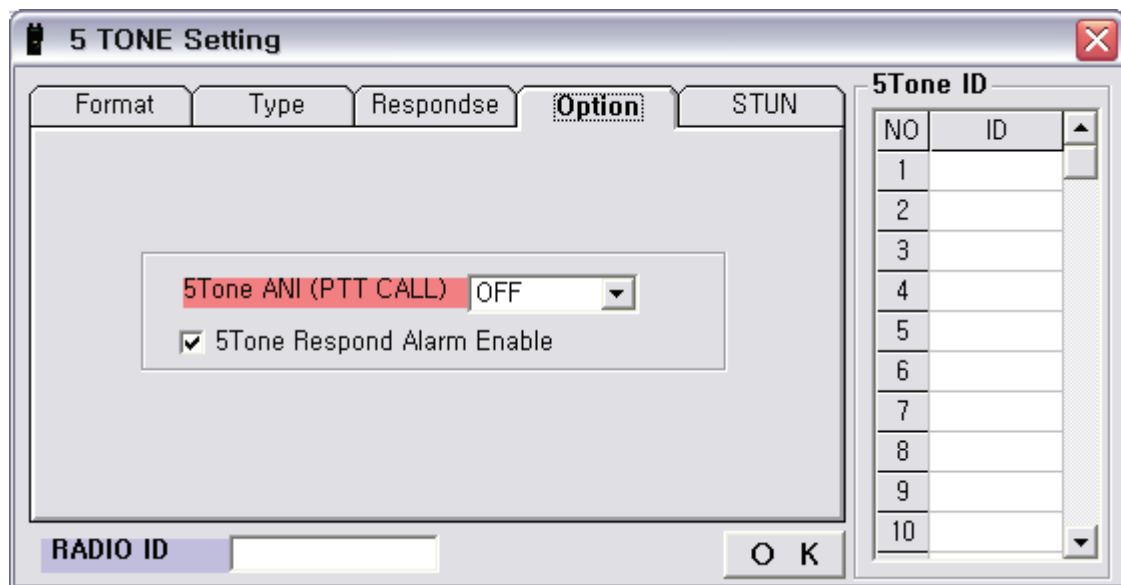 5 TONE Setting
Format Type Respondse Option STUN
5Tone ANI (PTT CALL) OFF
5Tone Respond Alarm Enable
RADIO ID
O K
5Tone ID
NO ID
1
2
3
4
5
6
7
8
9
10